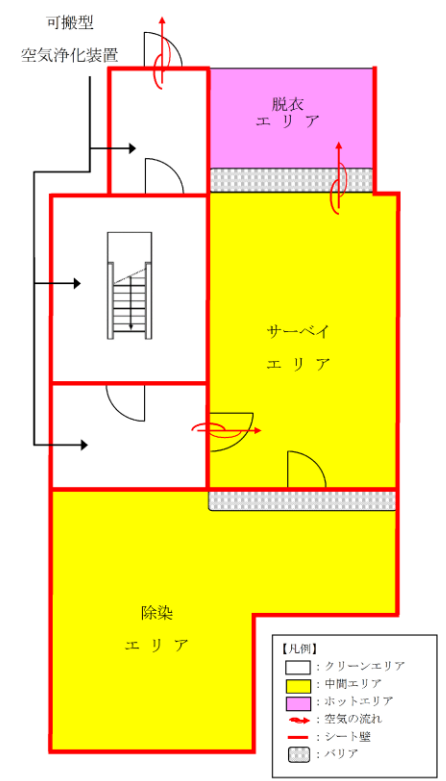 可搬型
空気浄化装置
脱衣
エリア
サーベイ
エリア
除染
エリア
【凡例】
：クリーンエリア
：中間エリア
：ホットエリア
：空気の流れ
：シート壁
：バリア